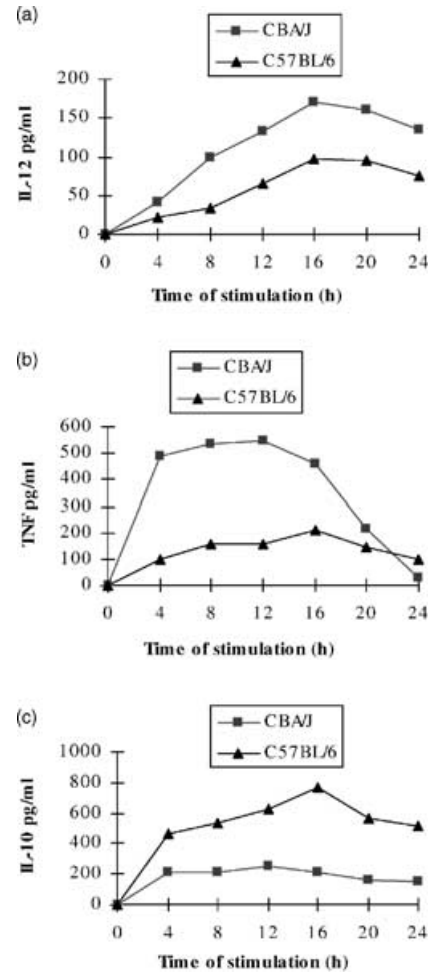 (a)
CBA/J
C57BL/6
IL-12 pg/ml
200
150
100
50
0
0 4 8 12 16 20 24
Time of stimulation (h)
(b)
CBA/J
C57BL/6
TNF pg/ml
600
500
400
300
200
100
0
0 4 8 12 16 20 24
Time of stimulation (h)
(c)
CBA/J
C57BL/6
IL-10 pg/ml
1000
800
600
400
200
0
0 4 8 12 16 20 24
Time of stimulation (h)